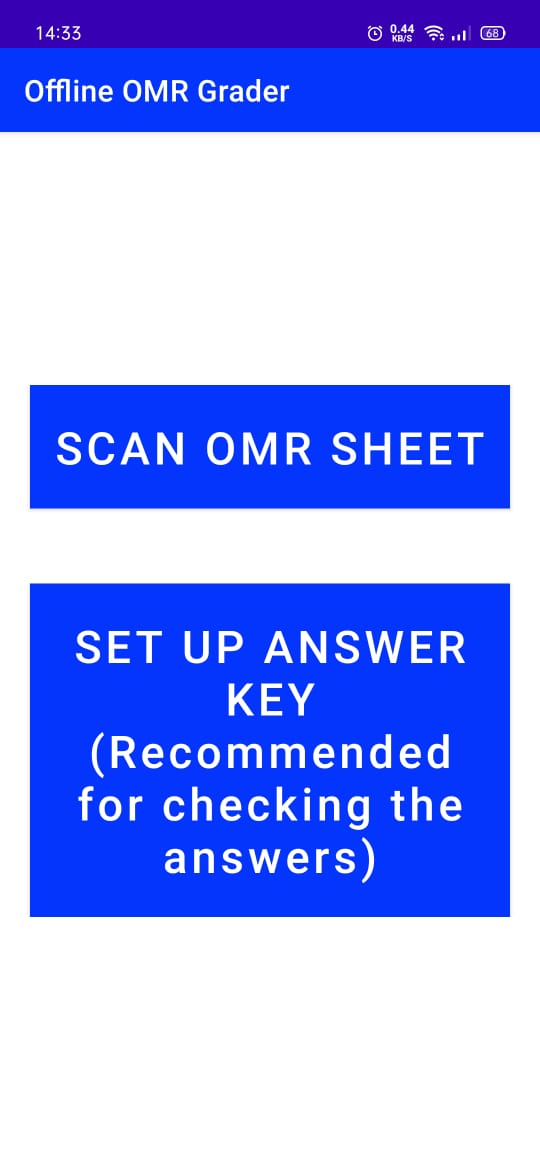 14:33
0.44
KB/S
68
Offline OMR Grader
SCAN OMR SHEET
SET UP ANSWER
KEY
(Recommended
for checking the
answers)